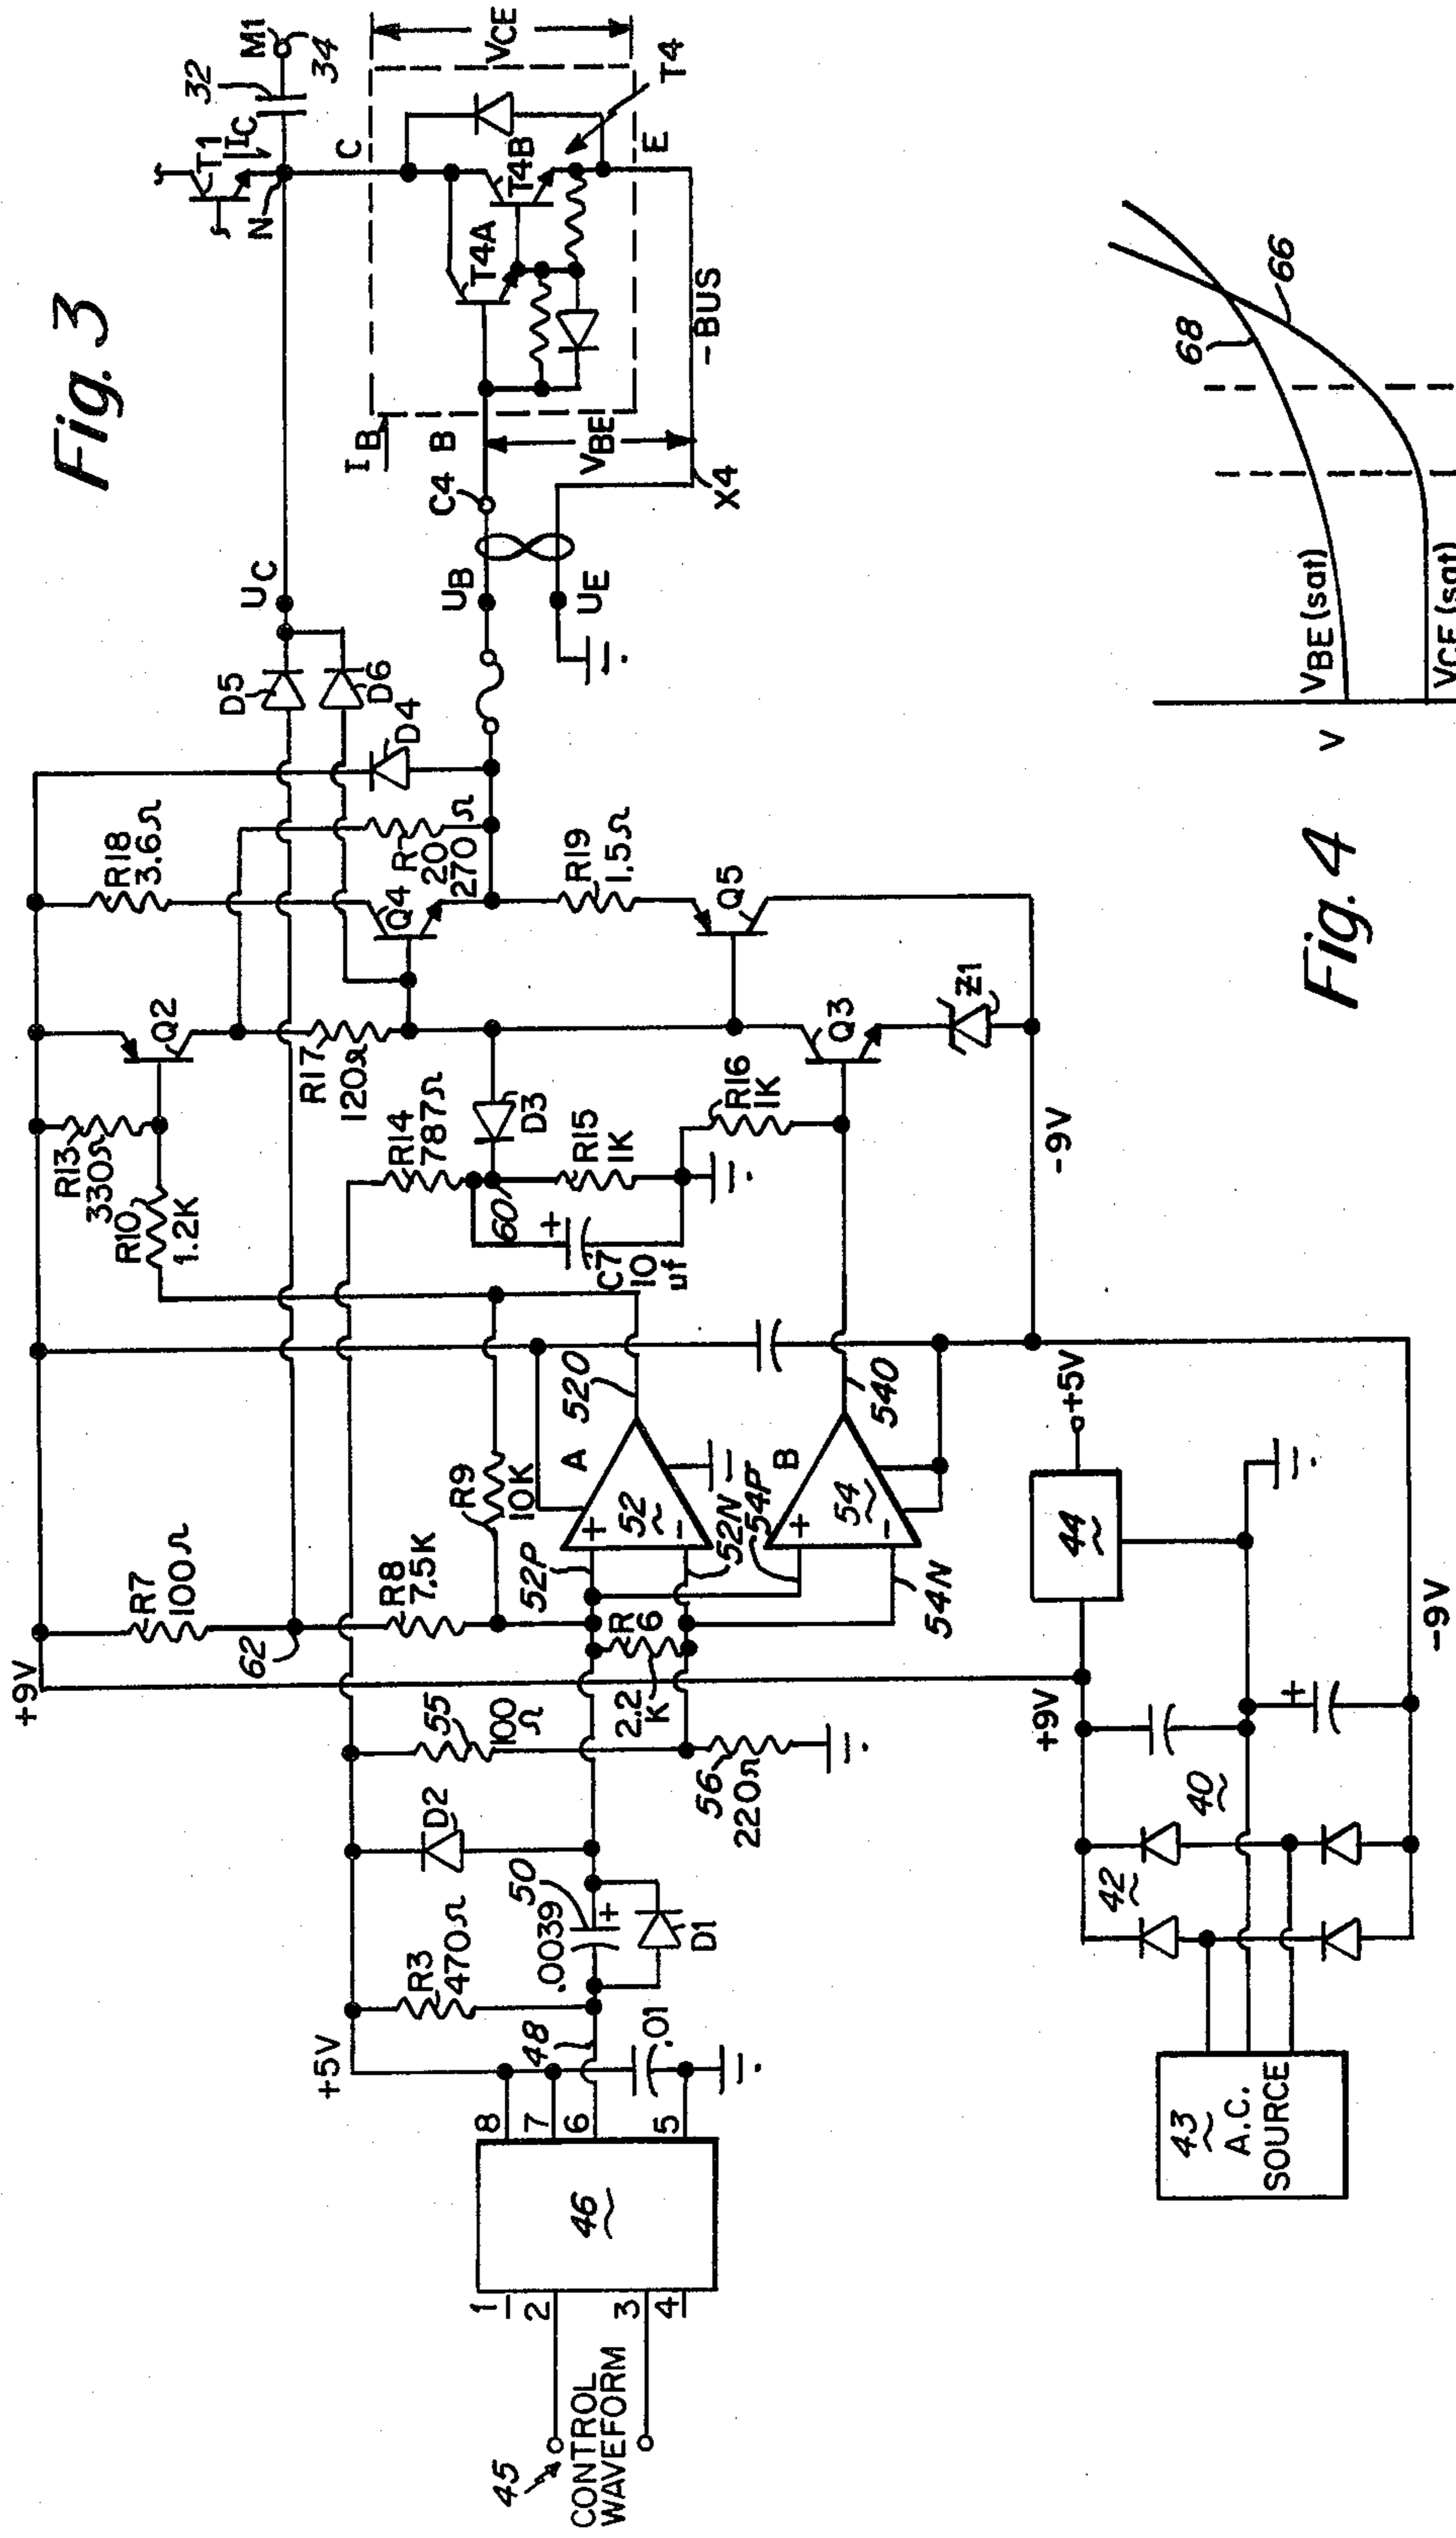 Fig. 3
+9V
+5V
R7
100Ω
62
R8
7.5K
R9
10K
R13
330Ω
R10
1.2K
Q2
R17
120Ω
R14
787Ω
R18
3.6Ω
Q4
R
20
270 Ω
D4
D5
D6
UC
N
T1
IC
32
M1
34
C
T4A
T4B
T4
VCE
E
IB
B
C4
VBE
X4
-BUS
UB
UE
R19
1.5Ω
Q5
Q3
Z1
D3
60
R15
1K
R16
1K
C7
10
uf
+
-9V
52P
52N
52
A
520
+
-
54P
54N
54
B
540
+
-
R
6
2.2
K
55
100
Ω
56
220Ω
D2
50
.0039
+
D1
R3
470Ω
48
.01
8
7
6
5
46
1
2
3
4
45
CONTROL
WAVEFORM
43
A.C.
SOURCE
42
40
+9V
+
44
+5V
-9V
Fig. 4
V
VBE (sat)
VCE (sat)
68
66